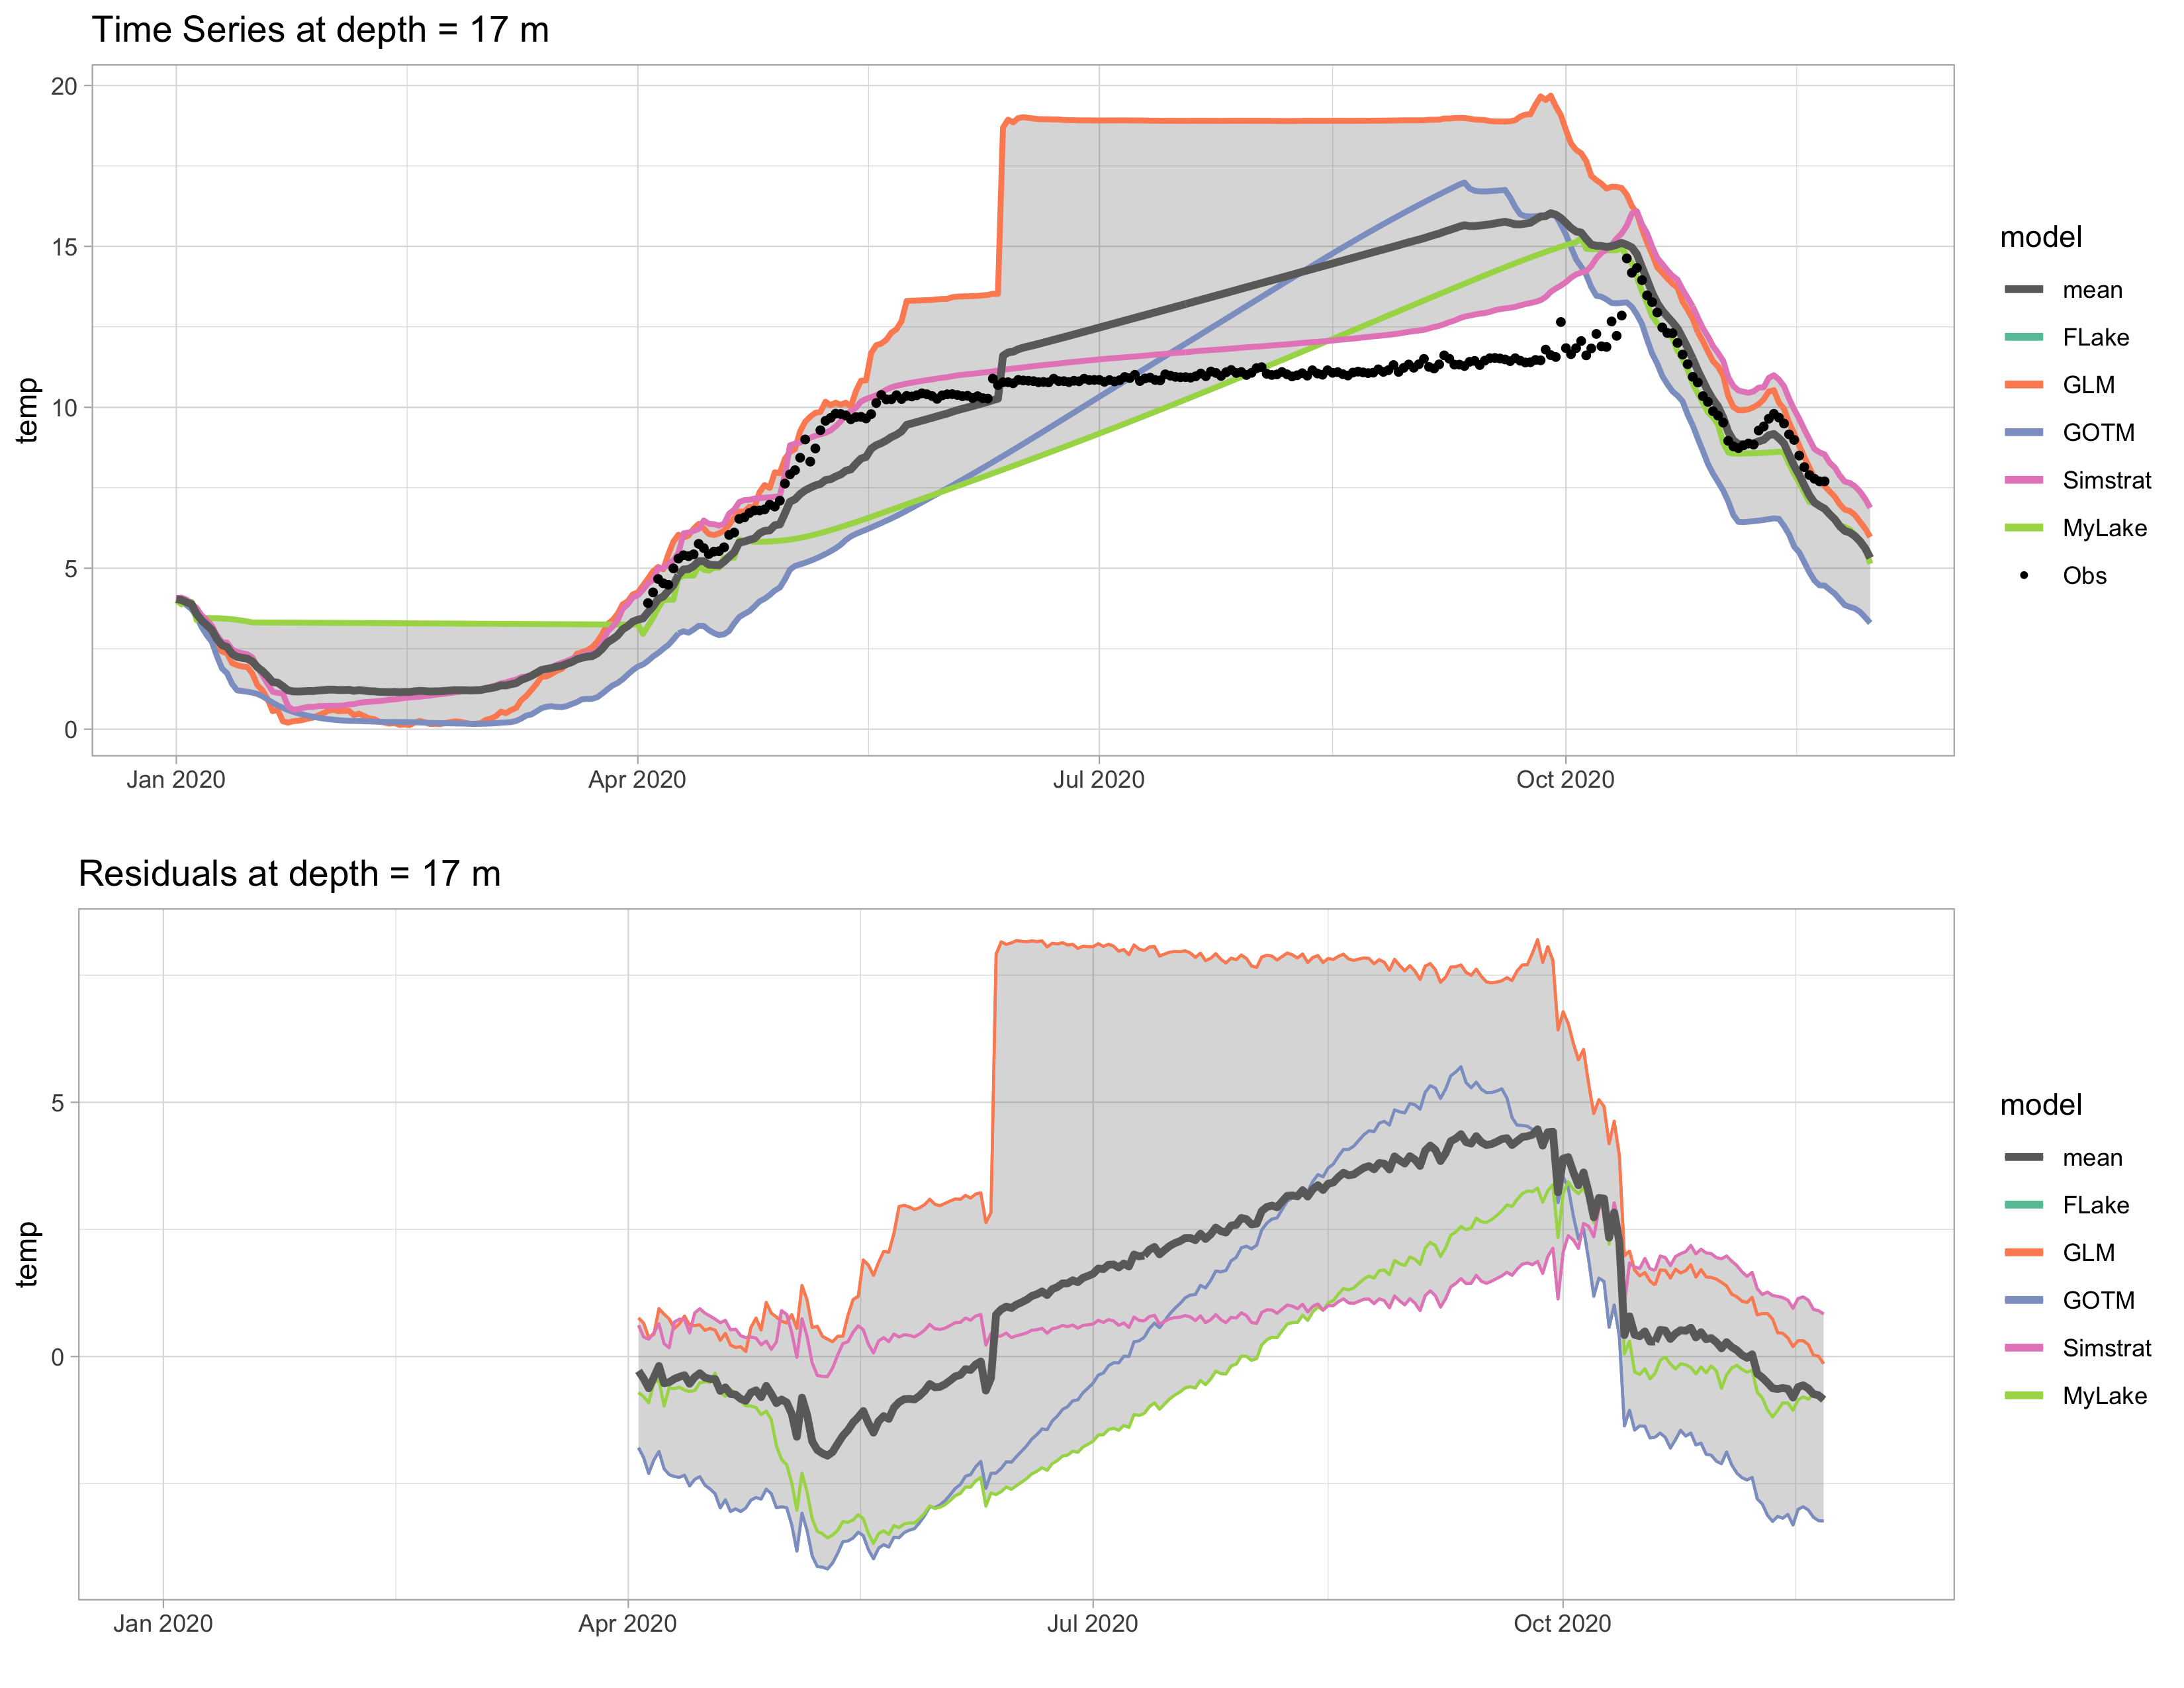 Time Series at depth = 17 m
20
15
10
5
0
temp
Jan 2020
Apr 2020
Jul 2020
Oct 2020
model
mean
FLake
GLM
GOTM
Simstrat
MyLake
Obs
Residuals at depth = 17 m
5
0
temp
Jan 2020
Apr 2020
Jul 2020
Oct 2020
model
mean
FLake
GLM
GOTM
Simstrat
MyLake